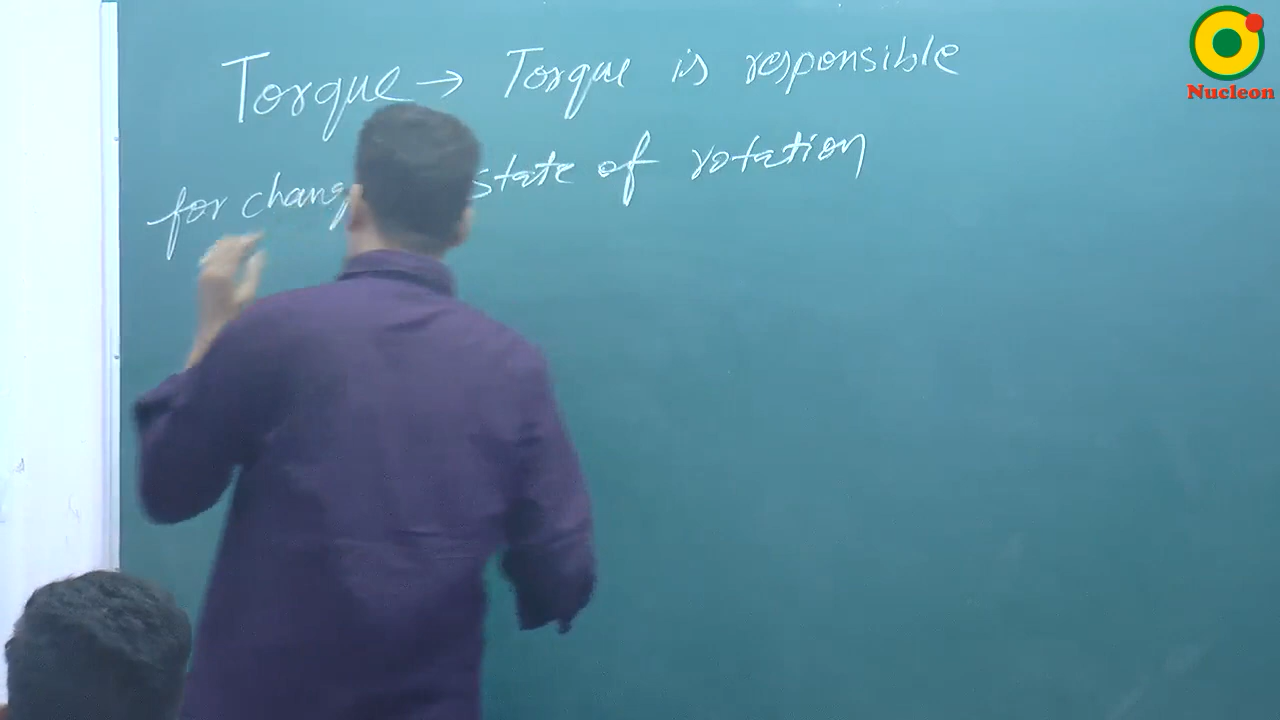 Torque → Torque is responsible
for chang state of rotation
Nucleon